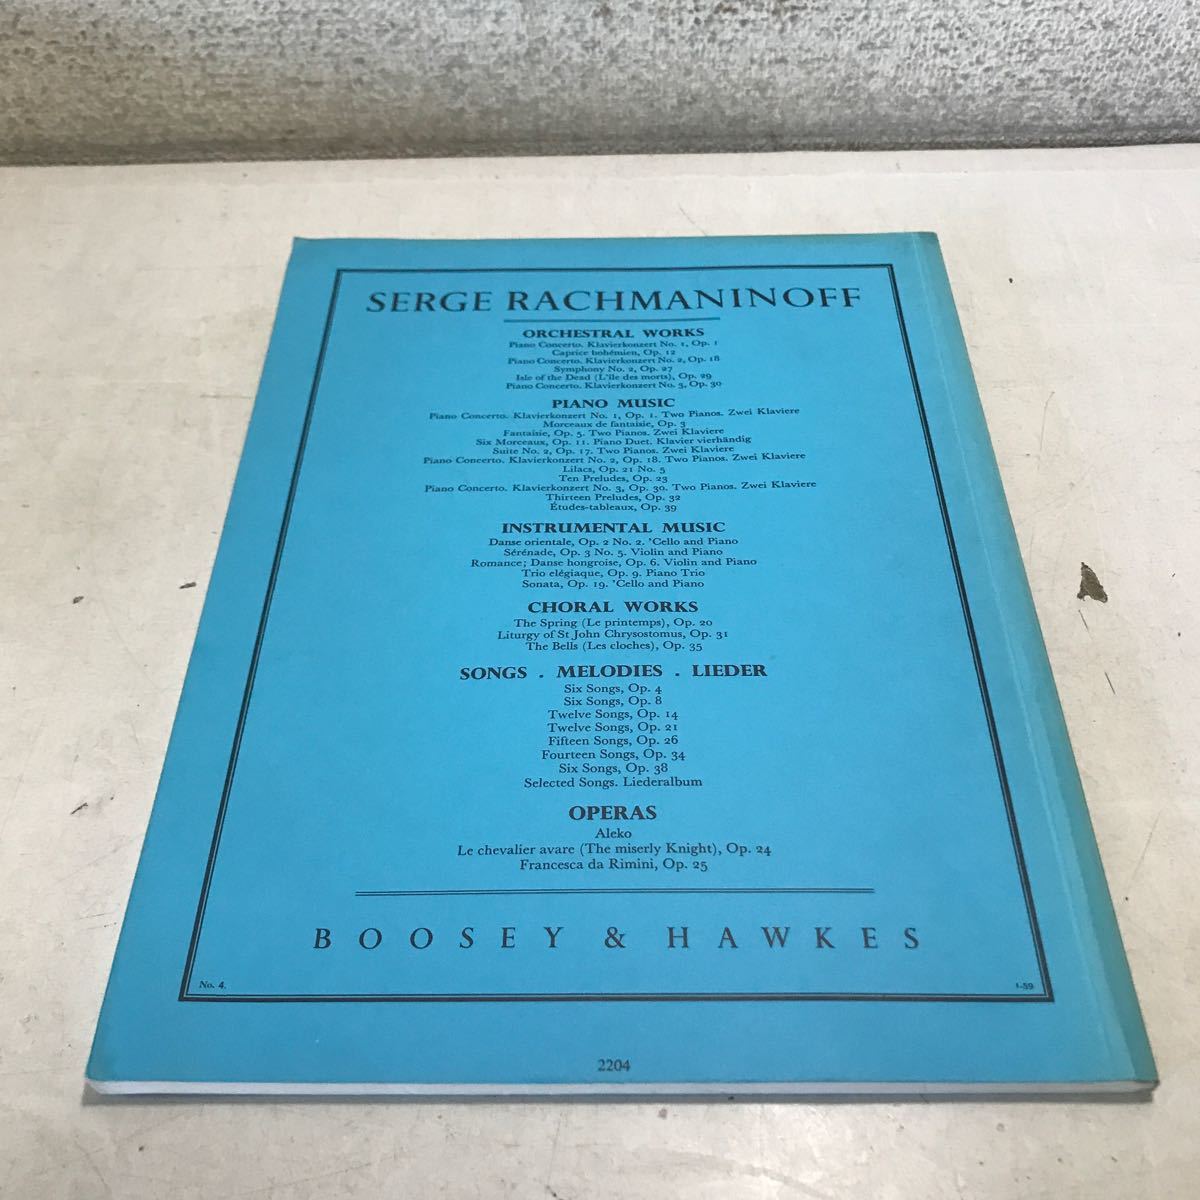 SERGE RACHMANINOFF
ORCHESTRAL WORKS
Piano Concerto. Klavierkonzert No. 1, Op. 1
Caprice bohémien, Op. 12
Piano Concerto. Klavierkonzert No. 2, Op. 18
Symphony No. 2, Op. 27
Isle of the Dead (L'île des morts), Op. 29
Piano Concerto. Klavierkonzert No. 3, Op. 30
PIANO MUSIC
Piano Concerto. Klavierkonzert No. 1, Op. 1. Two Pianos. Zwei Klaviere
Morceaux de fantaisie, Op. 3
Fantaisie, Op. 5. Two Pianos. Zwei Klaviere
Six Morceaux, Op. 11. Piano Duet. Klavier vierhändig
Suite No. 2, Op. 17. Two Pianos. Zwei Klaviere
Piano Concerto. Klavierkonzert No. 2, Op. 18. Two Pianos. Zwei Klaviere
Lilacs, Op. 21 No. 5
Ten Preludes, Op. 23
Piano Concerto. Klavierkonzert No. 3, Op. 30. Two Pianos. Zwei Klaviere
Thirteen Preludes, Op. 32
Études-tableaux, Op. 39
INSTRUMENTAL MUSIC
Danse orientale, Op. 2 No. 2. 'Cello and Piano
Sérénade, Op. 3 No. 5. Violin and Piano
Romance; Danse hongroise, Op. 6. Violin and Piano
Trio elégiaque, Op. 9. Piano Trio
Sonata, Op. 19. 'Cello and Piano
CHORAL WORKS
The Spring (Le printemps), Op. 20
Liturgy of St John Chrysostomus, Op. 31
The Bells (Les cloches), Op. 35
SONGS . MELODIES . LIEDER
Six Songs, Op. 4
Six Songs, Op. 8
Twelve Songs, Op. 14
Twelve Songs, Op. 21
Fifteen Songs, Op. 26
Fourteen Songs, Op. 34
Six Songs, Op. 38
Selected Songs. Liederalbum
OPERAS
Aleko
Le chevalier avare (The miserly Knight), Op. 24
Francesca da Rimini, Op. 25
BOOSEY & HAWKES
No. 4. 1-59
2204